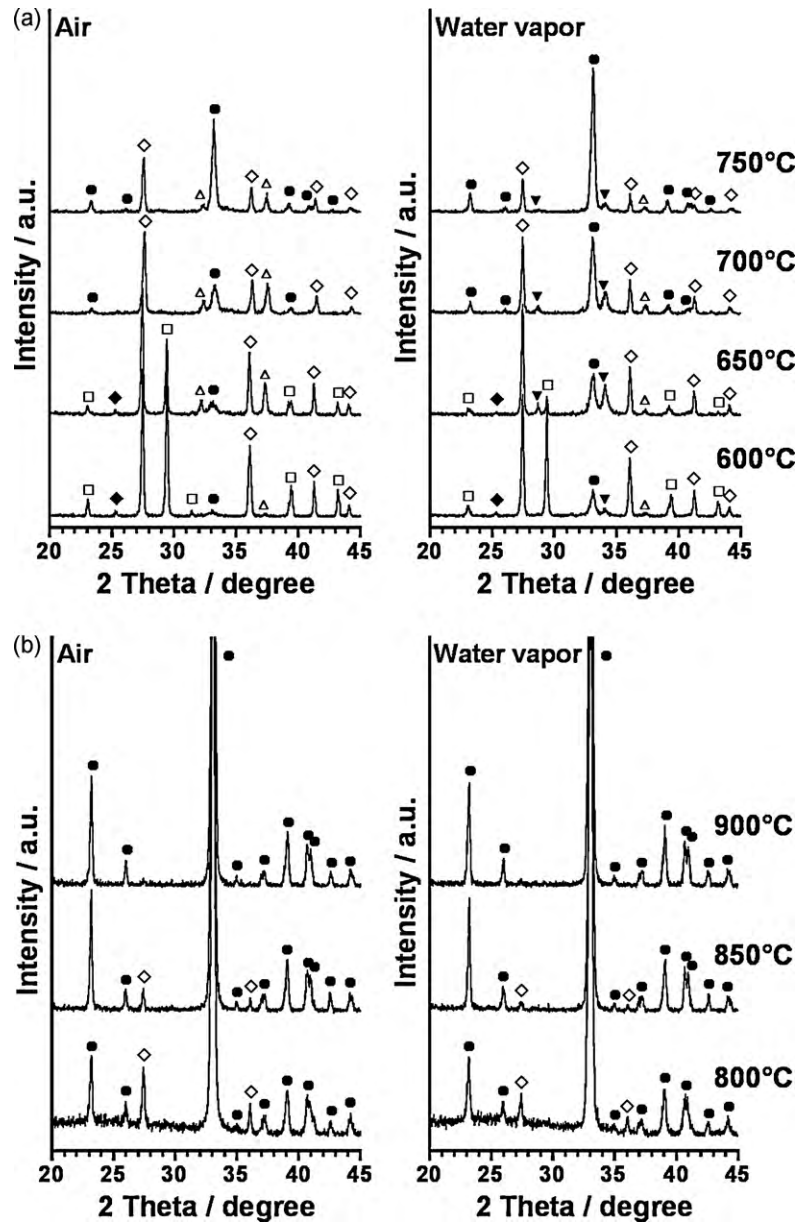 (a)
Air
Water vapor
750°C
700°C
650°C
600°C
Intensity / a.u.
Intensity / a.u.
20 25 30 35 40 45
20 25 30 35 40 45
2 Theta / degree
2 Theta / degree
(b)
Air
Water vapor
900°C
850°C
800°C
Intensity / a.u.
Intensity / a.u.
20 25 30 35 40 45
20 25 30 35 40 45
2 Theta / degree
2 Theta / degree